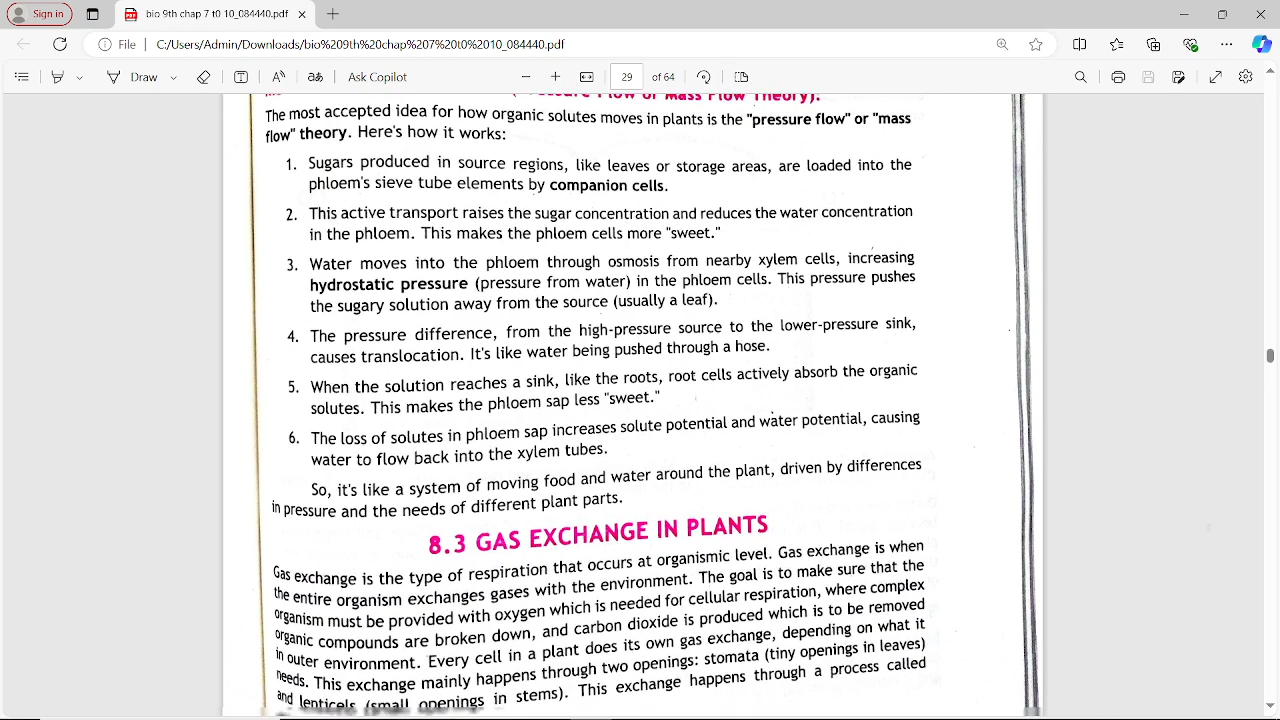 Sign in
bio 9th chap 7 t0 10_084440.pdf
File
C:/Users/Admin/Downloads/bio%209th%20chap%207%20t0%2010_084440.pdf
Draw
Ask Copilot
29 of 64
Flow or Mass Flow Theory):
The most accepted idea for how organic solutes moves in plants is the "pressure flow" or "mass
flow" theory. Here's how it works:
1. Sugars produced in source regions, like leaves or storage areas, are loaded into the
phloem's sieve tube elements by companion cells.
2. This active transport raises the sugar concentration and reduces the water concentration
in the phloem. This makes the phloem cells more "sweet."
3. Water moves into the phloem through osmosis from nearby xylem cells, increasing
hydrostatic pressure (pressure from water) in the phloem cells. This pressure pushes
the sugary solution away from the source (usually a leaf).
4. The pressure difference, from the high-pressure source to the lower-pressure sink,
causes translocation. It's like water being pushed through a hose.
5. When the solution reaches a sink, like the roots, root cells actively absorb the organic
solutes. This makes the phloem sap less "sweet."
6. The loss of solutes in phloem sap increases solute potential and water potential, causing
water to flow back into the xylem tubes.
So, it's like a system of moving food and water around the plant, driven by differences
in pressure and the needs of different plant parts.
8.3 GAS EXCHANGE IN PLANTS
Gas exchange is the type of respiration that occurs at organismic level. Gas exchange is when
the entire organism exchanges gases with the environment. The goal is to make sure that the
organism must be provided with oxygen which is needed for cellular respiration, where complex
organic compounds are broken down, and carbon dioxide is produced which is to be removed
in outer environment. Every cell in a plant does its own gas exchange, depending on what it
needs. This exchange mainly happens through two openings: stomata (tiny openings in leaves)
and lenticels (small openings in stems). This exchange happens through a process called